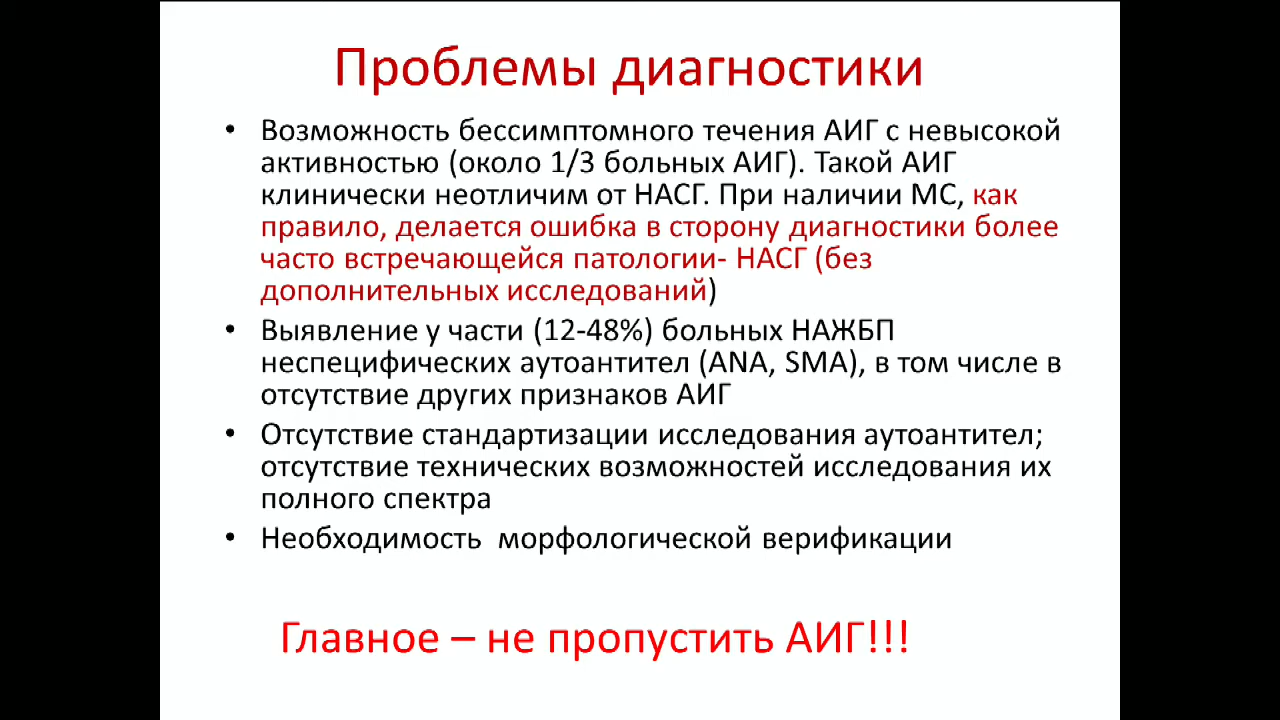 Проблемы диагностики
• Возможность бессимптомного течения АИГ с невысокой
активностью (около 1/3 больных АИГ). Такой АИГ
клинически неотличим от НАСГ. При наличии МС, как
правило, делается ошибка в сторону диагностики более
часто встречающейся патологии- НАСГ (без
дополнительных исследований)
• Выявление у части (12-48%) больных НАЖБП
неспецифических аутоантител (ANA, SMA), в том числе в
отсутствие других признаков АИГ
• Отсутствие стандартизации исследования аутоантител;
отсутствие технических возможностей исследования их
полного спектра
• Необходимость  морфологической верификации
Главное – не пропустить АИГ!!!